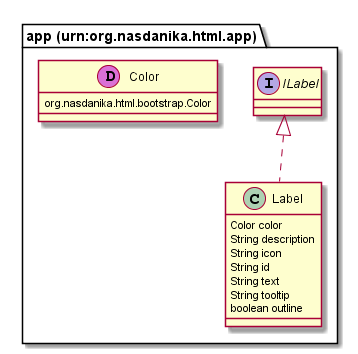 app (urn:org.nasdanika.html.app)
D Color
org.nasdanika.html.bootstrap.Color
I ILabel
C Label
Color color
String description
String icon
String id
String text
String tooltip
boolean outline